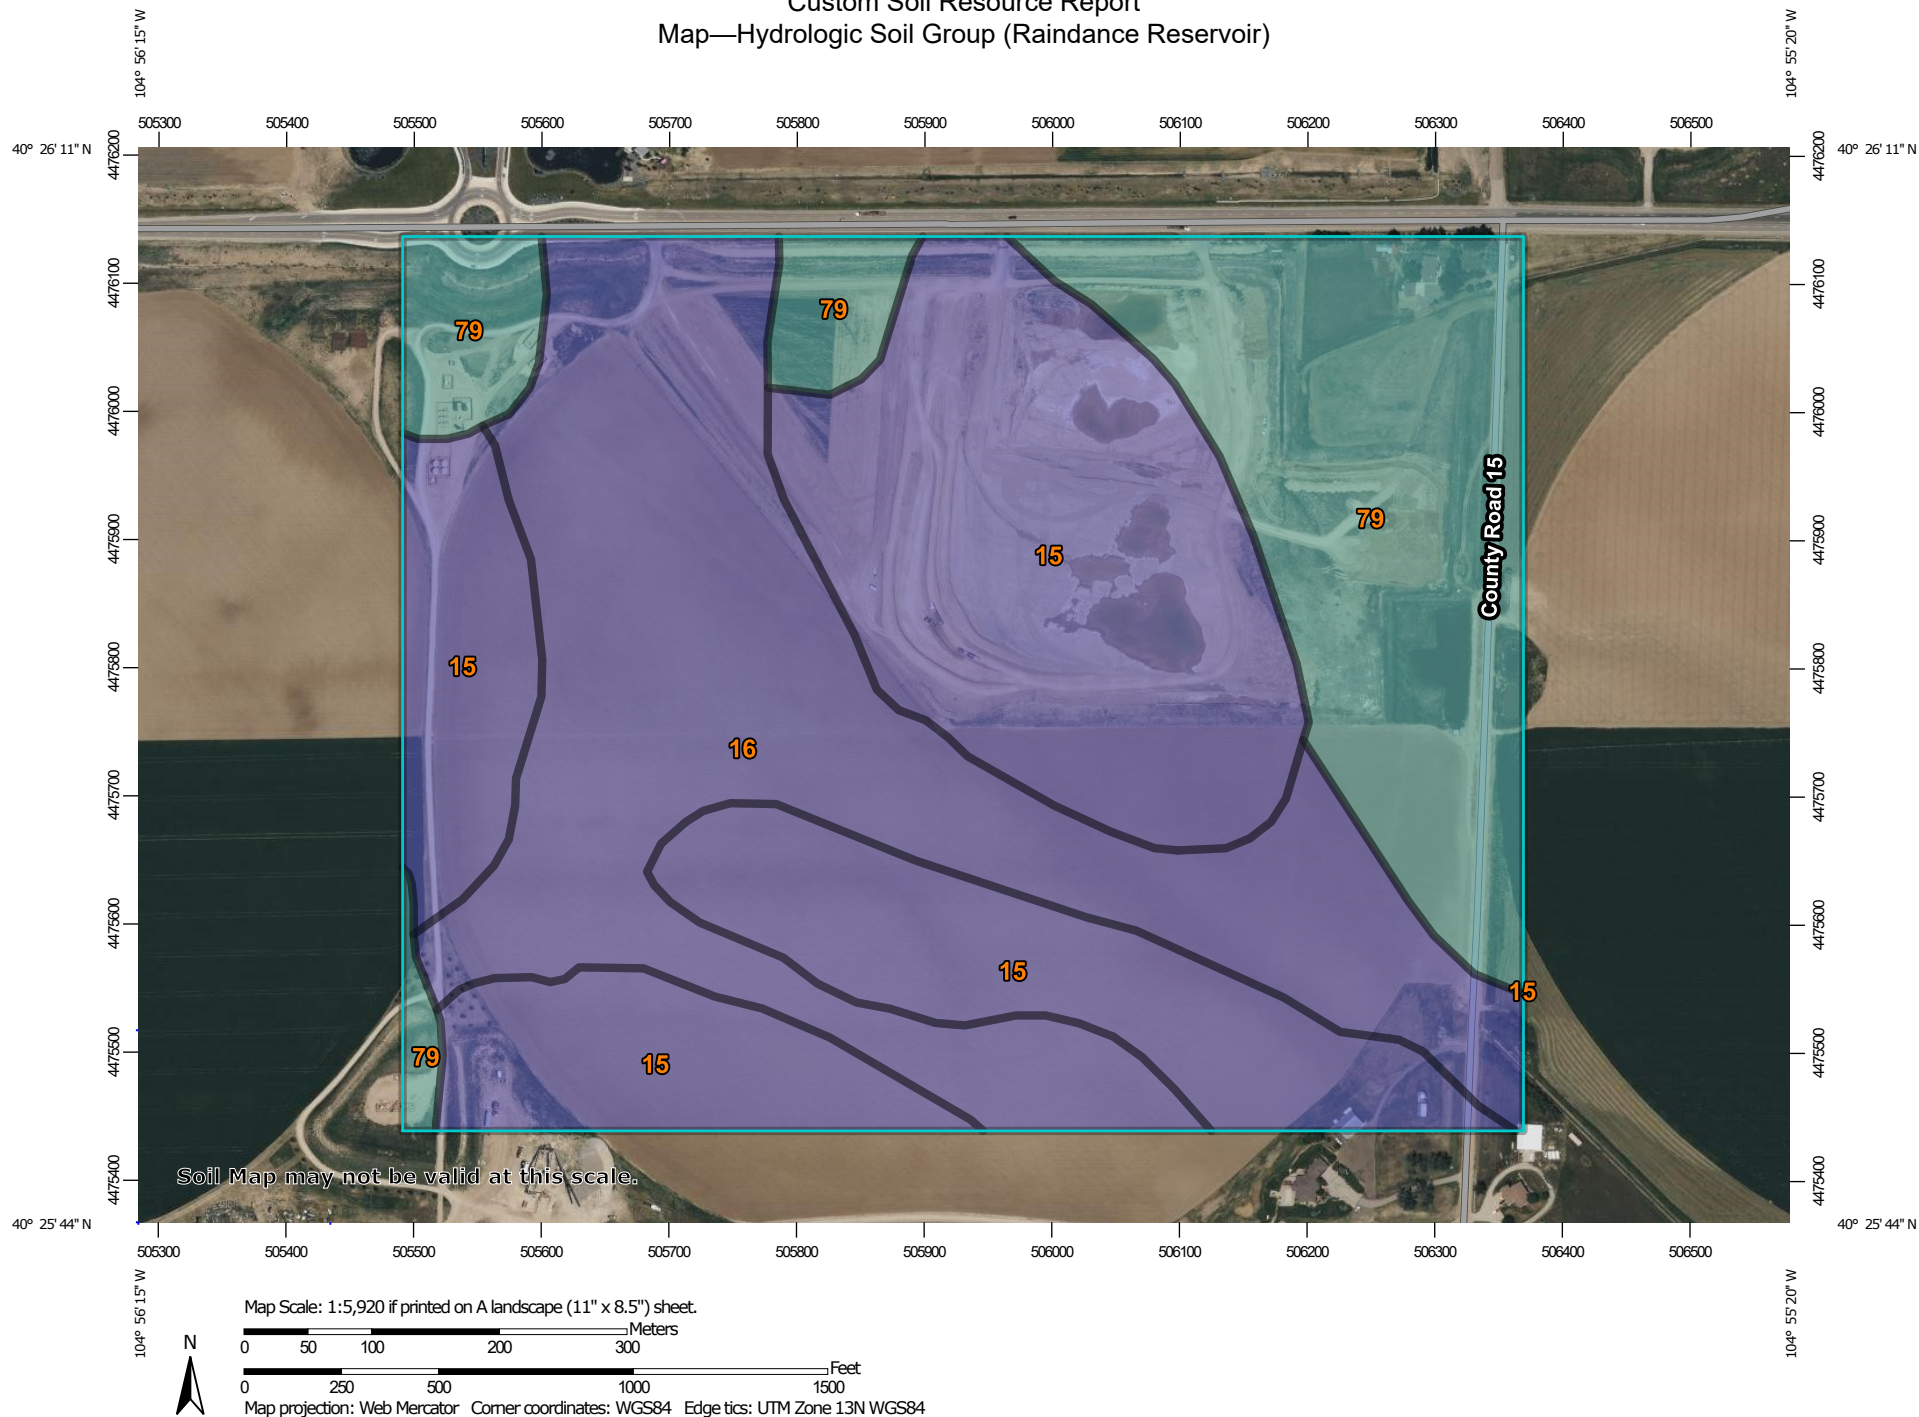 Custom Soil Resource Report
Map—Hydrologic Soil Group (Raindance Reservoir)
104° 56' 15" W
104° 55' 20" W
505300 505400 505500 505600 505700 505800 505900 506000 506100 506200 506300 506400 506500
40° 26' 11" N
40° 26' 11" N
4476200
4476200
4476100
4476100
79
79
4476000
4476000
County Road 15
79
4475900
4475900
15
15
4475800
4475800
16
4475700
4475700
4475600
4475600
15
15
4475500
4475500
79
15
4475400
4475400
Soil Map may not be valid at this scale.
40° 25' 44" N
40° 25' 44" N
505300 505400 505500 505600 505700 505800 505900 506000 506100 506200 506300 506400 506500
104° 56' 15" W
104° 55' 20" W
Map Scale: 1:5,920 if printed on A landscape (11" x 8.5") sheet.
Meters
0 50 100 200 300
N
Feet
0 250 500 1000 1500
Map projection: Web Mercator Corner coordinates: WGS84 Edge tics: UTM Zone 13N WGS84